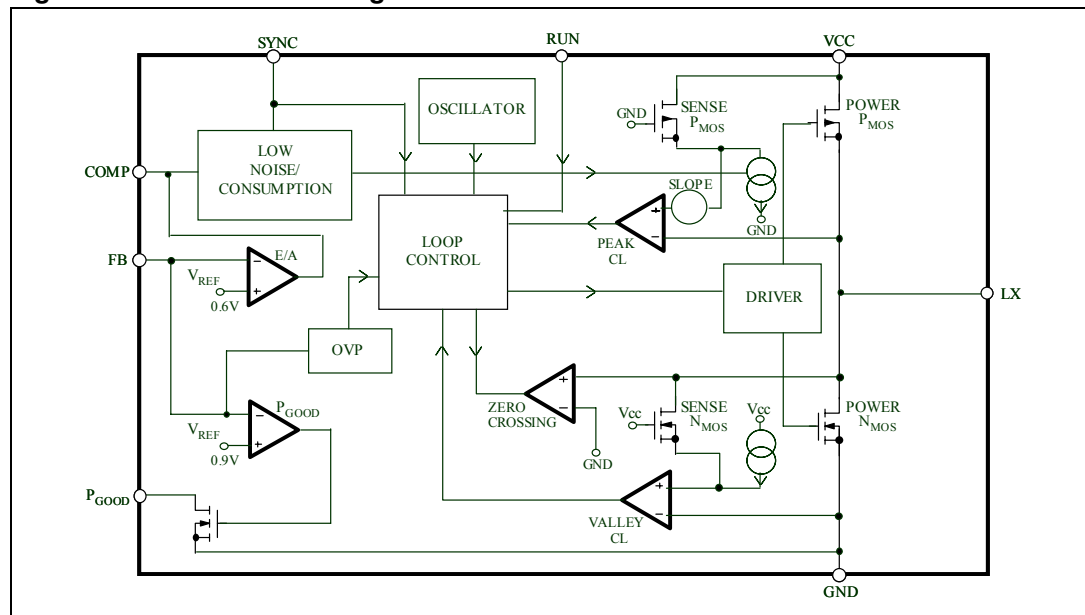 SYNC
RUN
VCC
OSCILLATOR
GND
SENSE
PMOS
POWER
PMOS
LOW
NOISE/
CONSUMPTION
COMP
SLOPE
GND
+
−
PEAK
CL
LOOP
CONTROL
FB
E/A
−
VREF
+
0.6V
DRIVER
LX
OVP
PGOOD
−
VREF
+
0.9V
+
−
ZERO
CROSSING
GND
Vcc
SENSE
NMOS
Vcc
POWER
NMOS
+
−
VALLEY
CL
PGOOD
GND